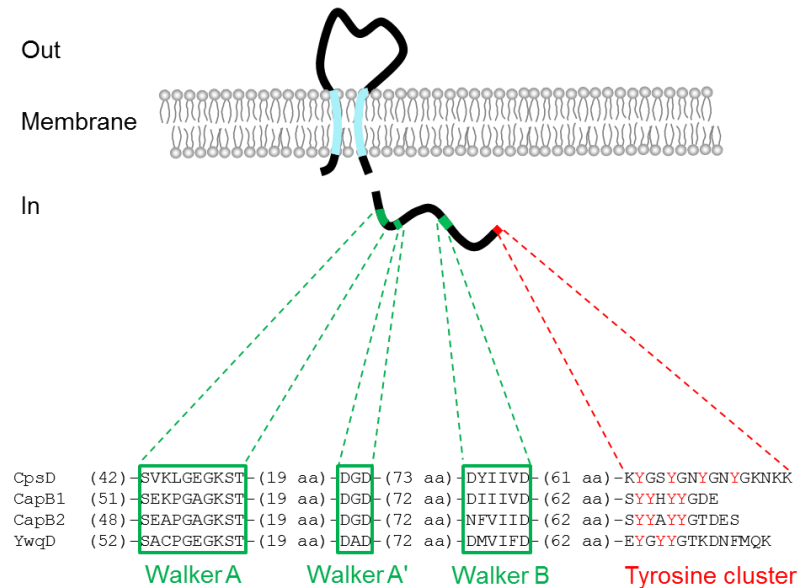 Out
Membrane
In
CpsD (42)-SVKLGEGKST-(19 aa)-DGD-(73 aa)-DYIIVD-(61 aa)-KYGSYGNYGNYGKNKK
CapB1 (51)-SEKPGAGKST-(19 aa)-DGD-(72 aa)-DIIIVD-(62 aa)-SYYHYYGDE
CapB2 (48)-SEAPGAGKST-(19 aa)-DGD-(72 aa)-NFVIID-(62 aa)-SYYAYYGTDES
YwqD (52)-SACPGEGKST-(19 aa)-DAD-(72 aa)-DMVIFD-(62 aa)-EYGYYGTKDNFMQK
Walker A Walker A' Walker B Tyrosine cluster